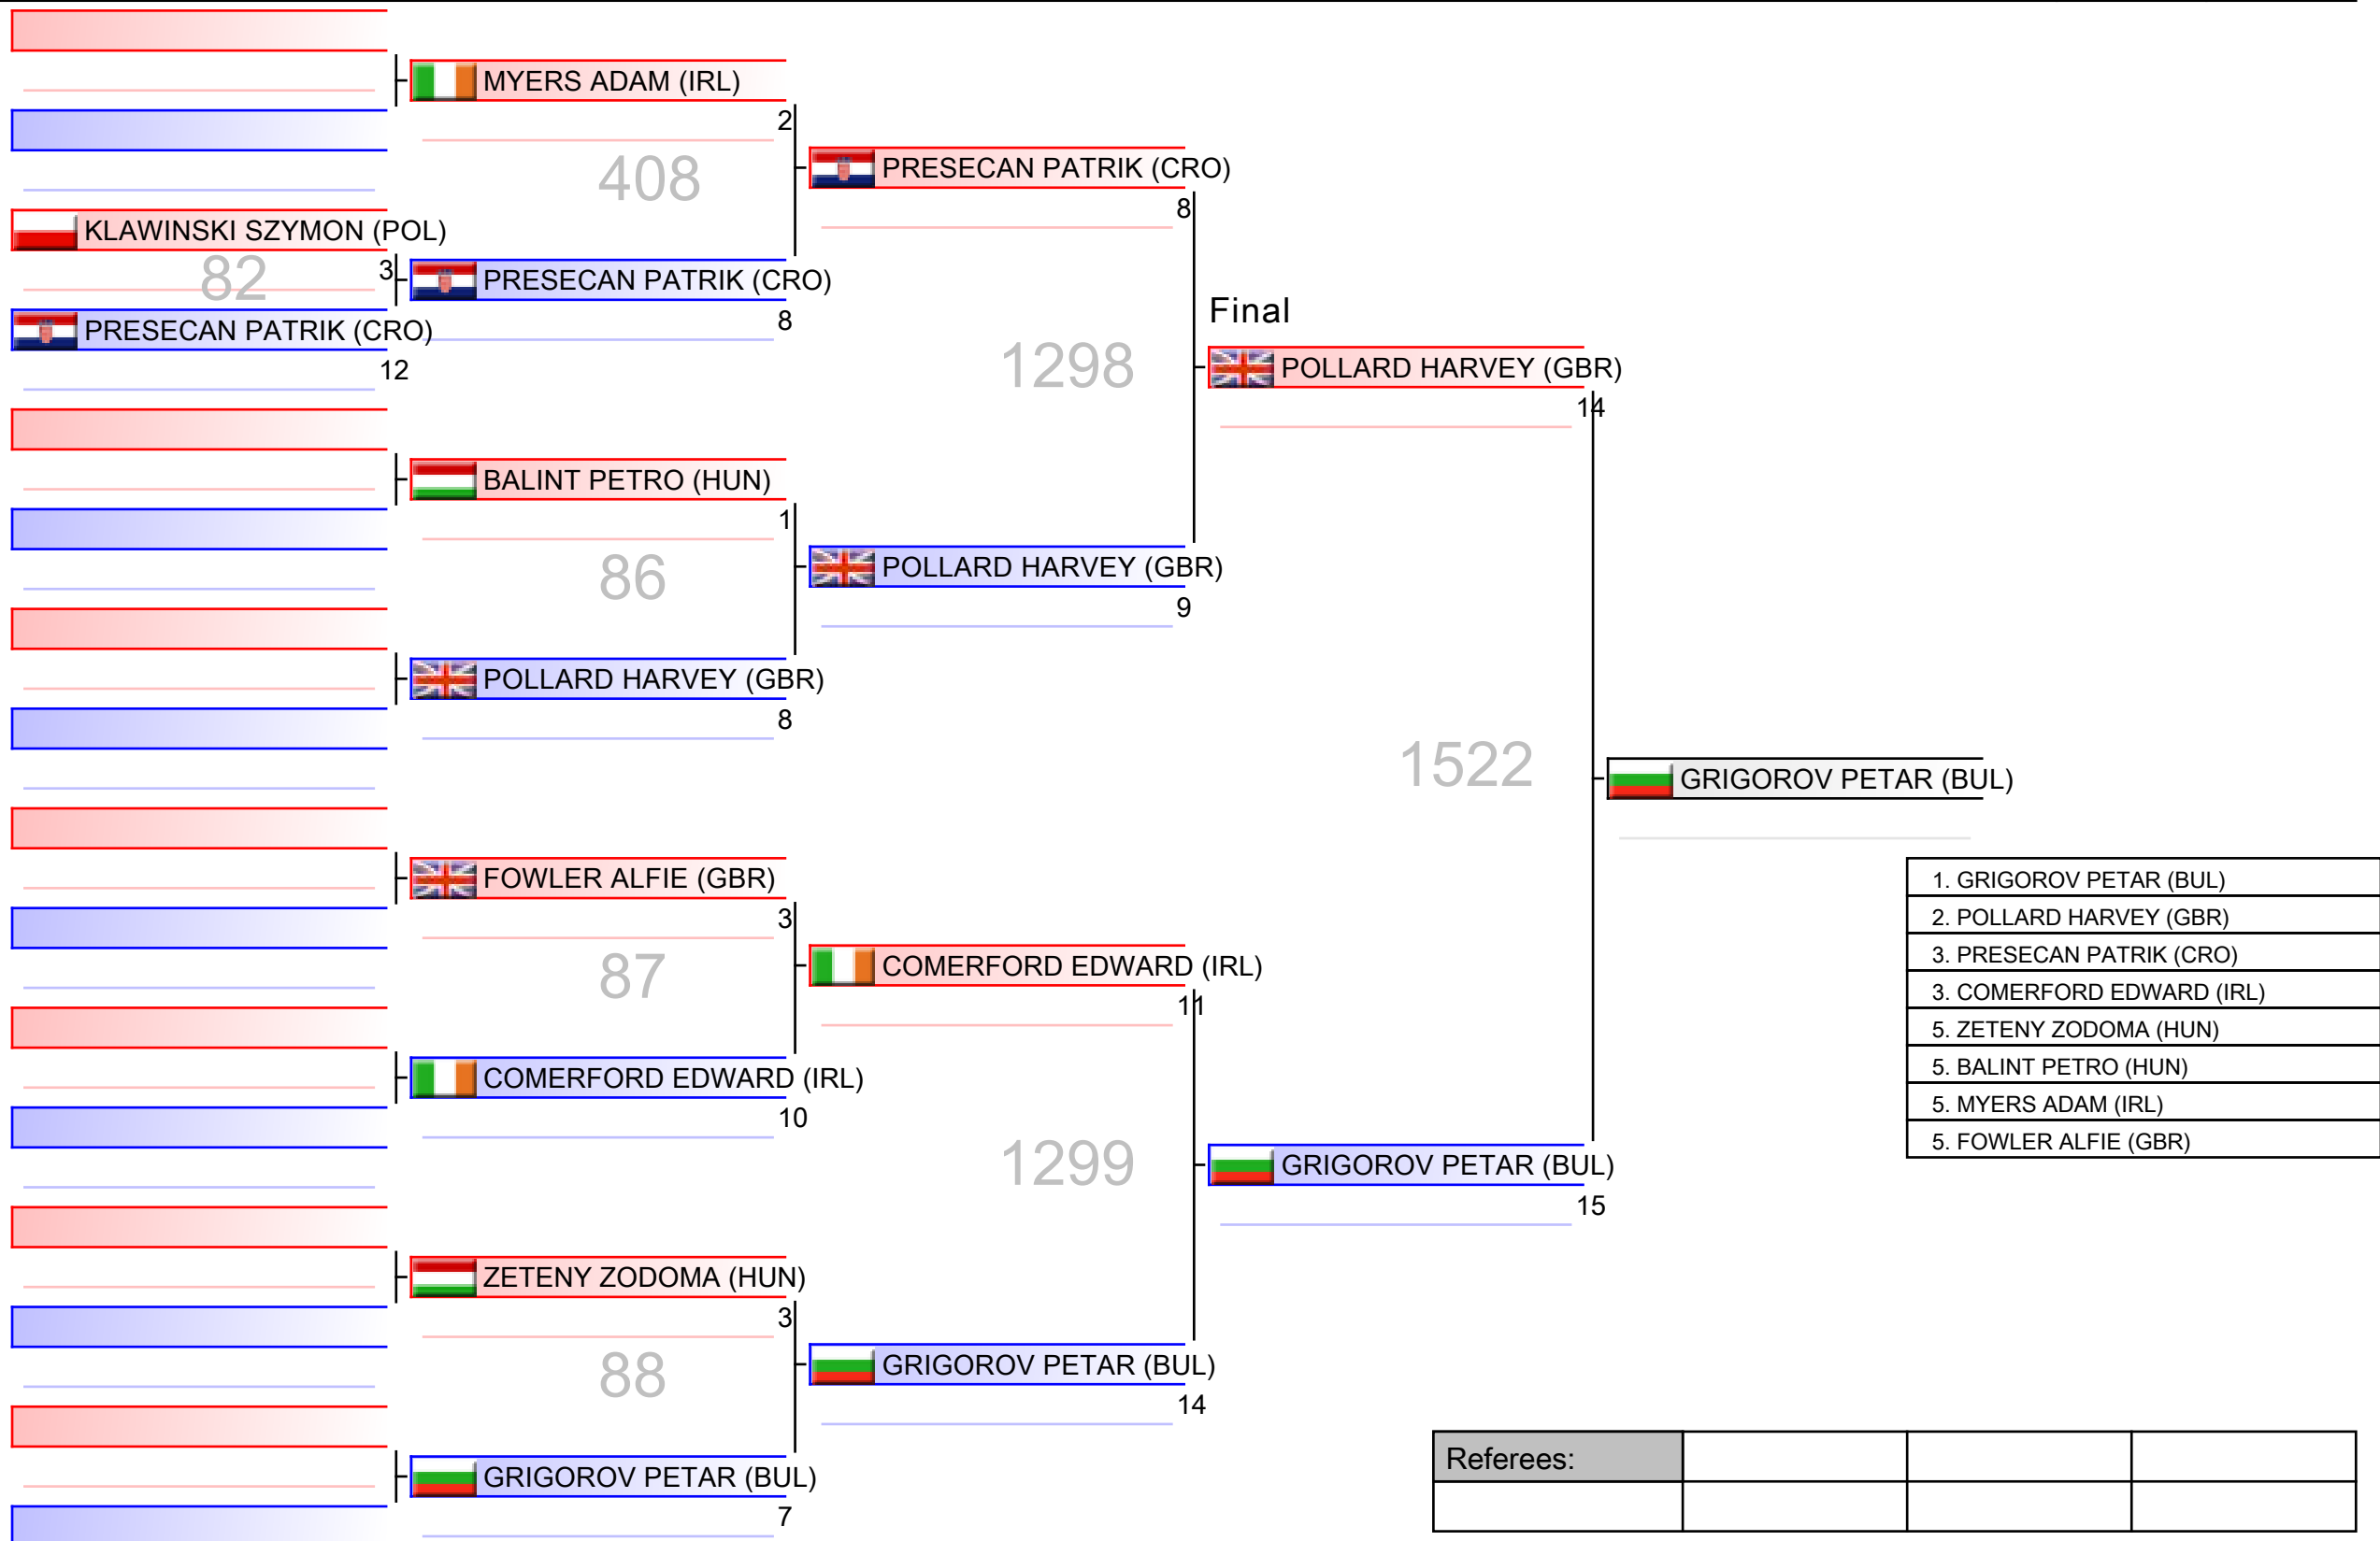 MYERS ADAM (IRL)
2
408
PRESECAN PATRIK (CRO)
8
KLAWINSKI SZYMON (POL)
3
82
PRESECAN PATRIK (CRO)
8
PRESECAN PATRIK (CRO)
12
Final
1298
POLLARD HARVEY (GBR)
14
BALINT PETRO (HUN)
1
86
POLLARD HARVEY (GBR)
9
POLLARD HARVEY (GBR)
8
1522
GRIGOROV PETAR (BUL)
FOWLER ALFIE (GBR)
3
87
COMERFORD EDWARD (IRL)
11
COMERFORD EDWARD (IRL)
10
1299
GRIGOROV PETAR (BUL)
15
ZETENY ZODOMA (HUN)
3
88
GRIGOROV PETAR (BUL)
14
GRIGOROV PETAR (BUL)
7
1. GRIGOROV PETAR (BUL)
2. POLLARD HARVEY (GBR)
3. PRESECAN PATRIK (CRO)
3. COMERFORD EDWARD (IRL)
5. ZETENY ZODOMA (HUN)
5. BALINT PETRO (HUN)
5. MYERS ADAM (IRL)
5. FOWLER ALFIE (GBR)
Referees: